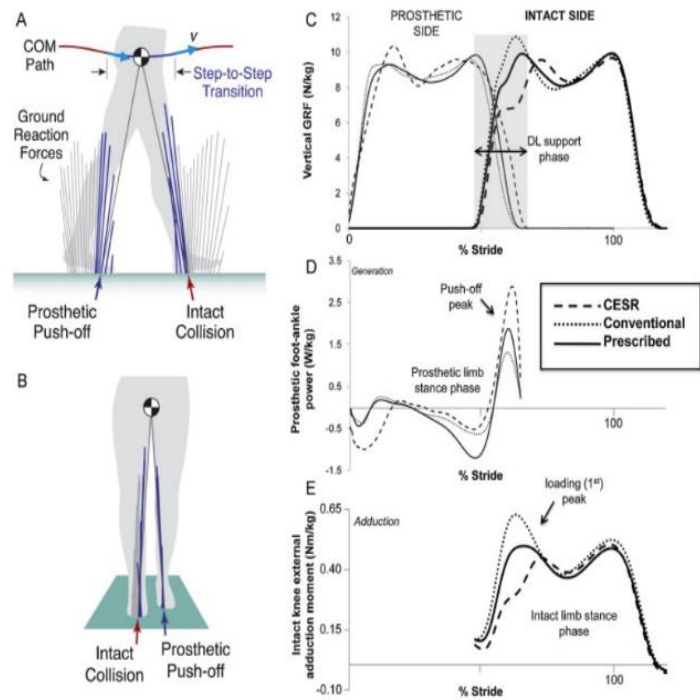 A
COM
Path
v
Step-to-Step
Transition
Ground
Reaction
Forces
Prosthetic
Push-off
Intact
Collision
B
Intact
Collision
Prosthetic
Push-off
C
PROSTHETIC
SIDE
INTACT SIDE
Vertical GRF (N/kg)
12
10
8
6
4
2
0
DL support
phase
0
100
% Stride
D
Generation
Prosthetic foot-ankle
power (W/kg)
3.5
2.5
1.5
0.5
-0.5
-1.5
Push-off
peak
Prosthetic limb
stance phase
100
% Stride
CESR
Conventional
Prescribed
E
Adduction
Intact knee external
adduction moment (Nm/kg)
0.65
0.40
0.15
-0.10
loading (1st)
peak
Intact limb stance
phase
100
% Stride